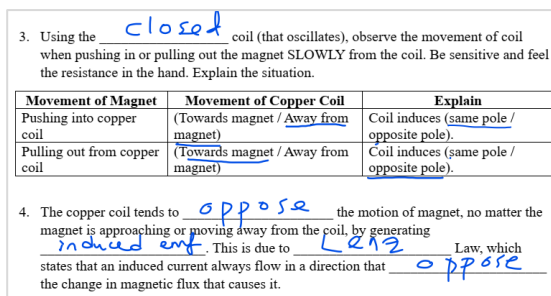 3. Using the closed coil (that oscillates), observe the movement of coil
when pushing in or pulling out the magnet SLOWLY from the coil. Be sensitive and feel
the resistance in the hand. Explain the situation.
Movement of Magnet Movement of Copper Coil Explain
Pushing into copper (Towards magnet / Away from Coil induces (same pole /
coil magnet) opposite pole).
Pulling out from copper (Towards magnet / Away from Coil induces (same pole /
coil magnet) opposite pole).
4. The copper coil tends to oppose the motion of magnet, no matter the
magnet is approaching or moving away from the coil, by generating
induced emf. This is due to Lenz Law, which
states that an induced current always flow in a direction that oppose
the change in magnetic flux that causes it.